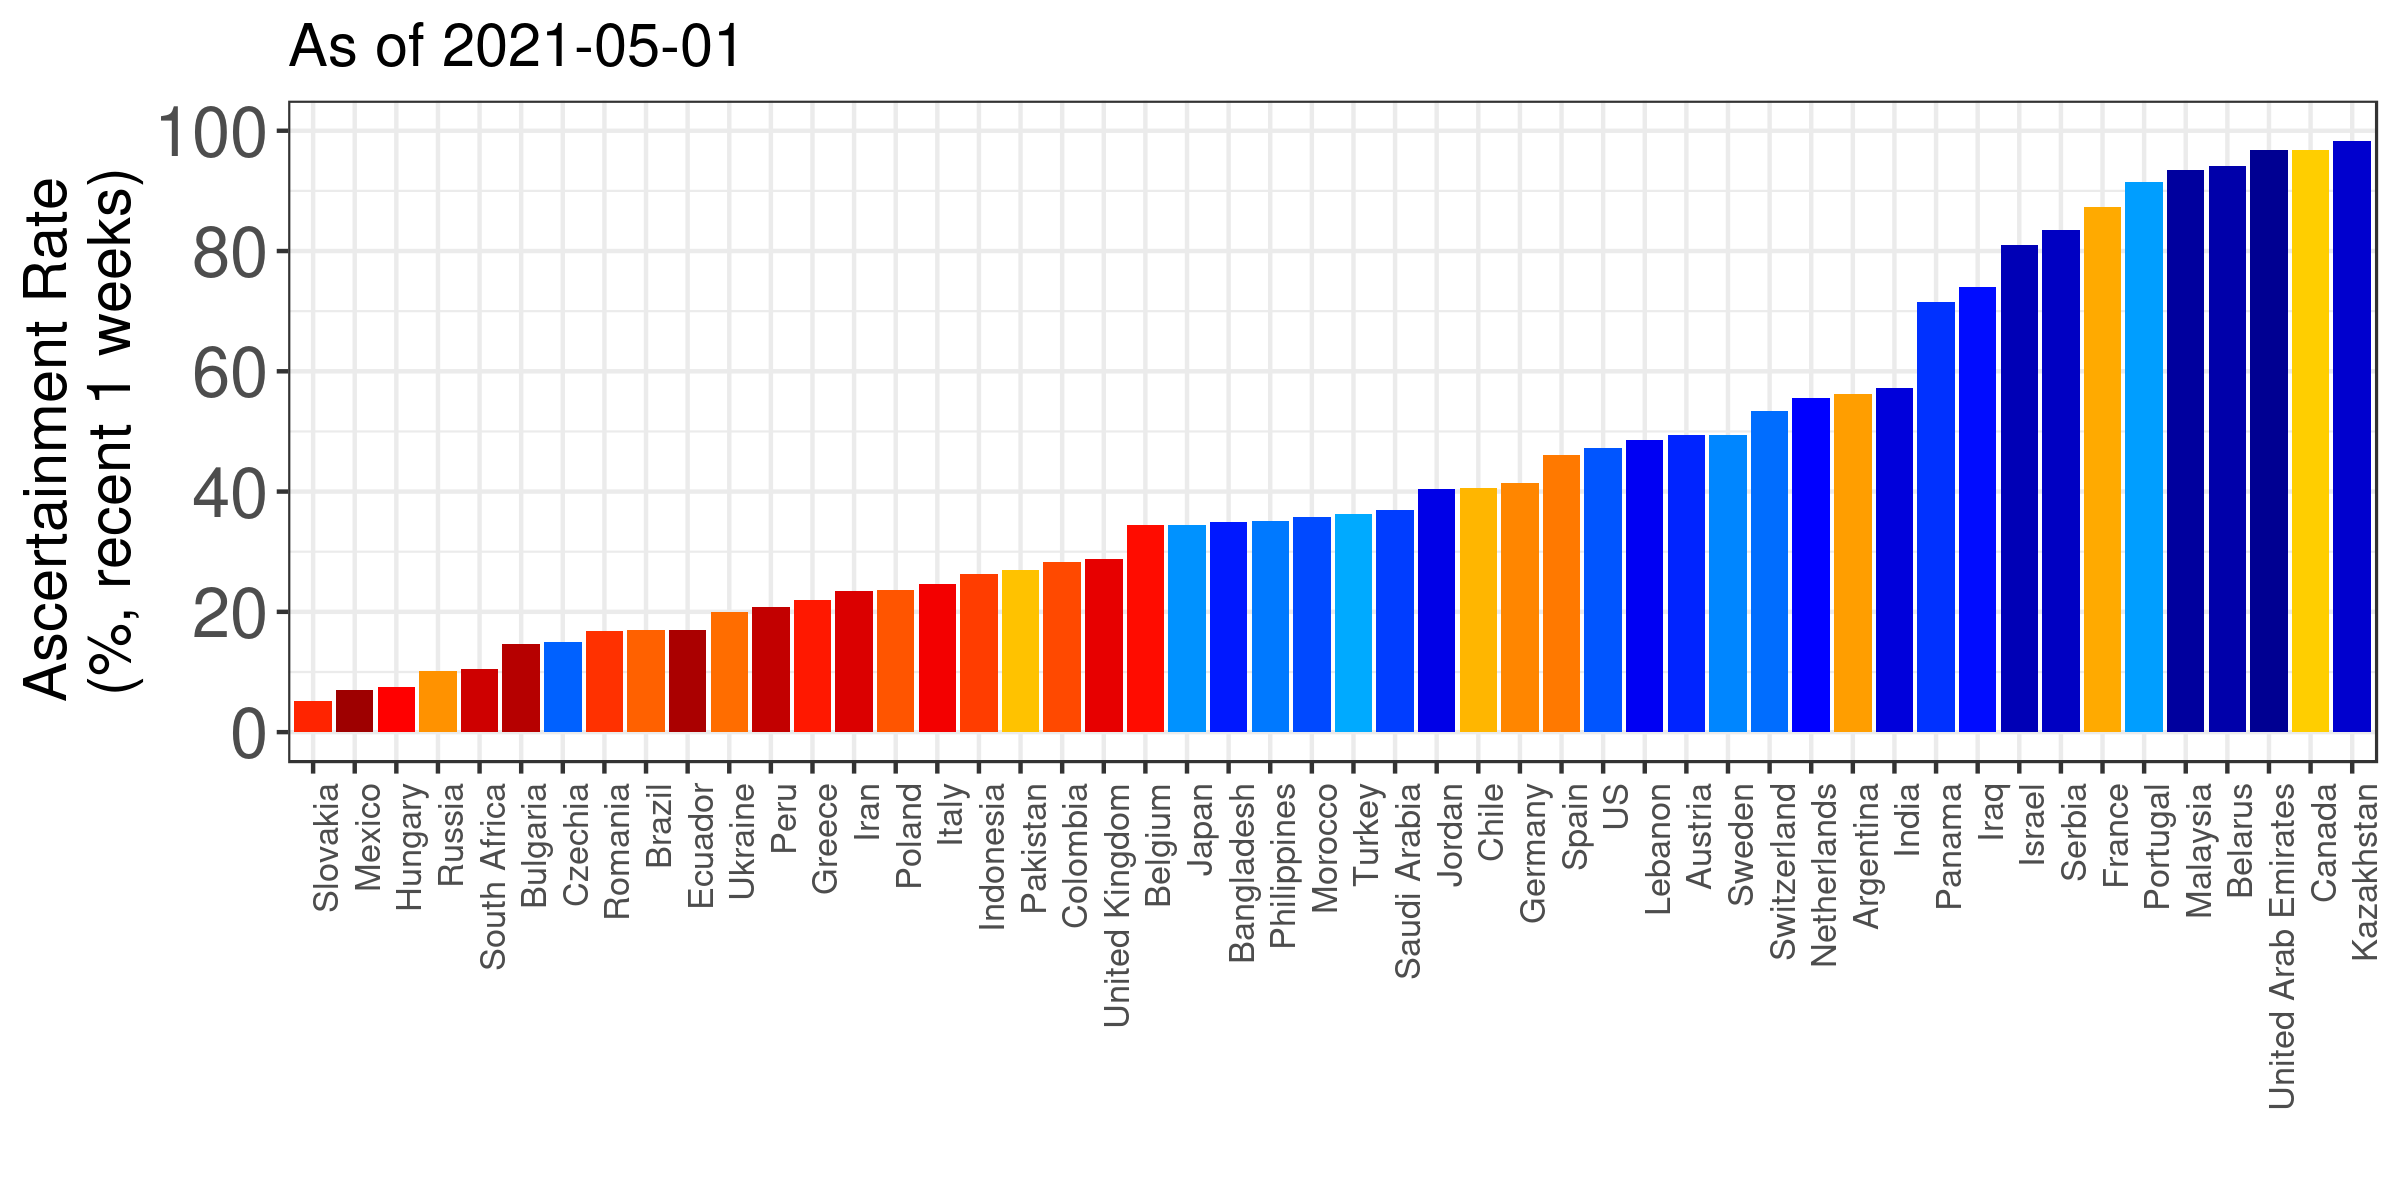 As of 2021-05-01
Ascertainment Rate
(%, recent 1 weeks)
100
80
60
40
20
0
Slovakia
Mexico
Hungary
Russia
South Africa
Bulgaria
Czechia
Romania
Brazil
Ecuador
Ukraine
Peru
Greece
Iran
Poland
Italy
Indonesia
Pakistan
Colombia
United Kingdom
Belgium
Japan
Bangladesh
Philippines
Morocco
Turkey
Saudi Arabia
Jordan
Chile
Germany
Spain
US
Lebanon
Austria
Sweden
Switzerland
Netherlands
Argentina
India
Panama
Iraq
Israel
Serbia
France
Portugal
Malaysia
Belarus
United Arab Emirates
Canada
Kazakhstan